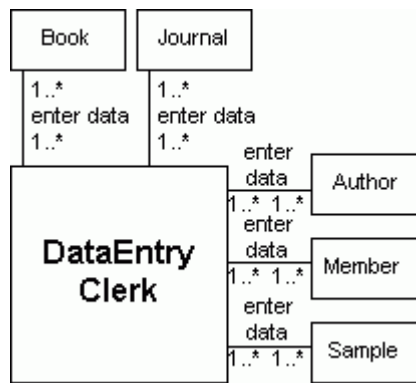 Book
Journal
1..*
enter data
1..*
1..*
enter data
1..*
DataEntry
Clerk
enter
data
1..* 1..*
Author
enter
data
1..* 1..*
Member
enter
data
1..* 1..*
Sample